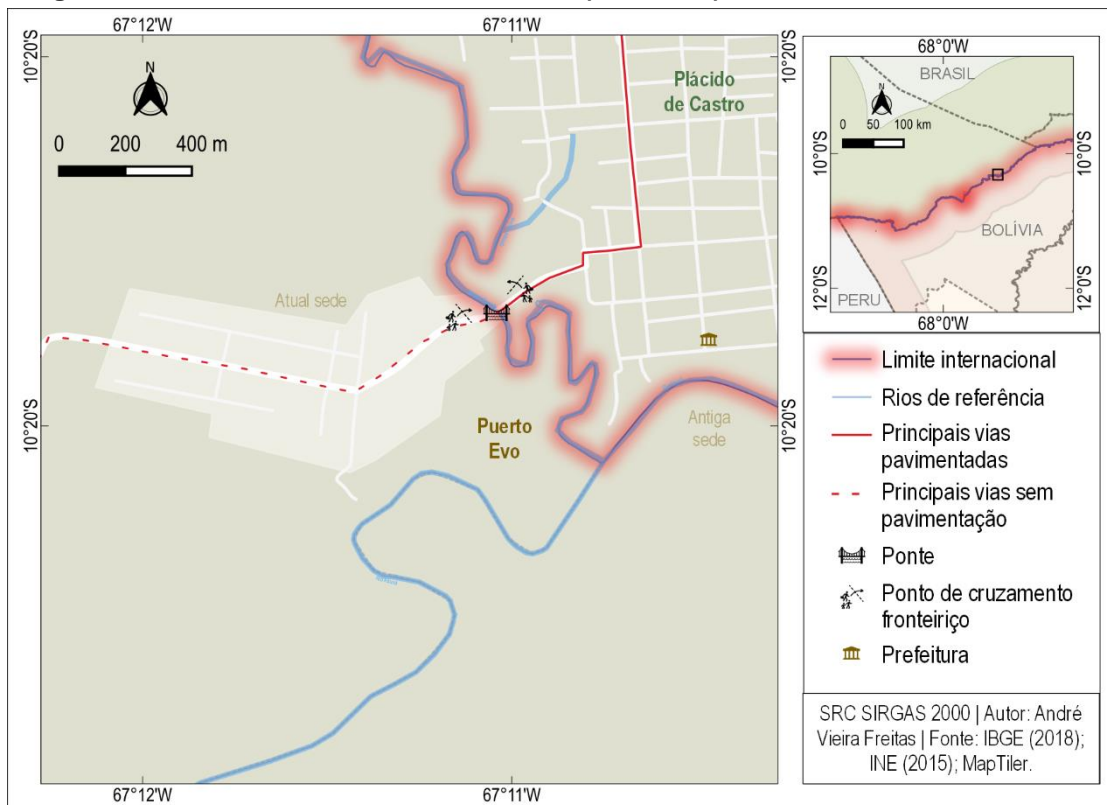 67°12'W
67°11'W
10°20'S
10°20'S
N
0 200 400 m
Plácido
de Castro
Atual sede
Puerto
Evo
Antiga
sede
10°20'S
10°20'S
67°12'W
67°11'W
68°0'W
BRASIL
N
0 50 100 km
10°0'S
10°0'S
BOLÍVIA
12°0'S
PERU
12°0'S
68°0'W
Limite internacional
Rios de referência
Principais vias
pavimentadas
Principais vias sem
pavimentação
Ponte
Ponto de cruzamento
fronteiriço
Prefeitura
SRC SIRGAS 2000 | Autor: André
Vieira Freitas | Fonte: IBGE (2018);
INE (2015); MapTiler.